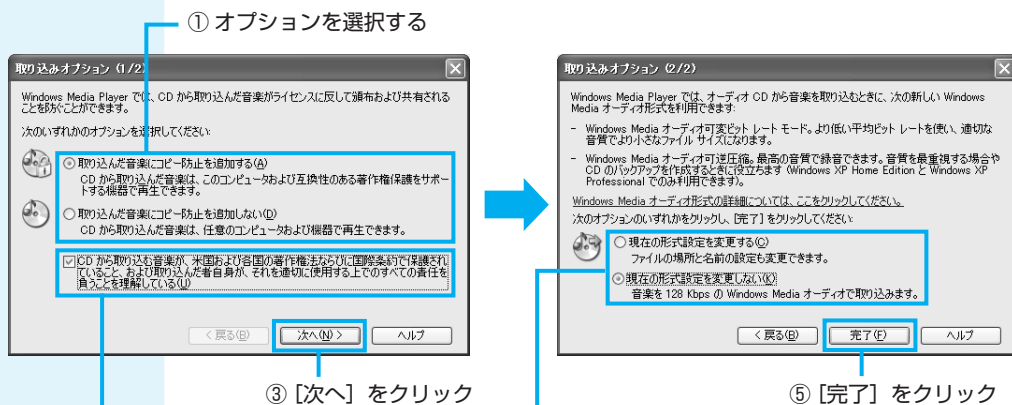 ① オプションを選択する
取り込みオプション (1/2)
Windows Media Player では、CD から取り込んだ音楽がライセンスに反して頒布および共有される
ことを防ぐことができます。
次のいずれかのオプションを選択してください:
取り込んだ音楽にコピー防止を追加する(A)
CD から取り込んだ音楽は、このコンピュータおよび互換性のある著作権保護をサポー
トする機器で再生できます。
取り込んだ音楽にコピー防止を追加しない(D)
CD から取り込んだ音楽は、任意のコンピュータおよび機器で再生できます。
CD から取り込む音楽が、米国および各国の著作権法ならびに国際条約で保護され
ていること、および取り込んだ者自身が、それを適切に使用する上でのすべての責任を
負うことを理解している(U)
< 戻る(B)
次へ(N) >
ヘルプ
③ [次へ] をクリック
取り込みオプション (2/2)
Windows Media Player では、オーディオ CD から音楽を取り込むときに、次の新しい Windows
Media オーディオ形式を利用できます:
- Windows Media オーディオ可変ビット レート モード。より低い平均ビット レートを使い、適切な
音質でより小さなファイル サイズになります。
- Windows Media オーディオ可逆圧縮。最高の音質で録音できます。音質を最重視する場合や
CD のバックアップを作成するときに役立ちます (Windows XP Home Edition と Windows XP
Professional でのみ利用できます)。
Windows Media オーディオ形式の詳細については、ここをクリックしてください。
次のオプションのいずれかをクリックし、[完了] をクリックしてください:
現在の形式設定を変更する(C)
ファイルの場所と名前の設定も変更できます。
現在の形式設定を変更しない(K)
音楽を 128 Kbps の Windows Media オーディオで取り込みます。
< 戻る(B)
完了(F)
ヘルプ
⑤ [完了] をクリック